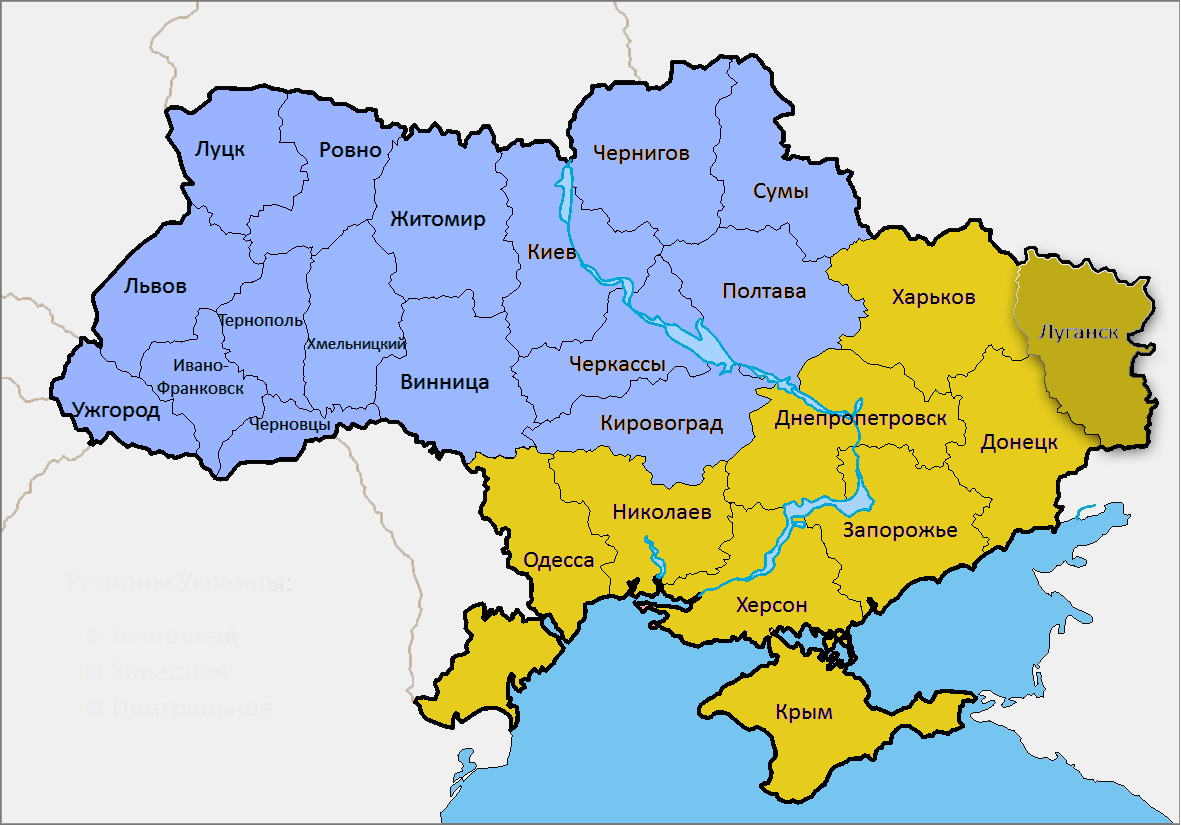 Луцк
Ровно
Чернигов
Сумы
Житомир
Киев
Львов
Полтава
Харьков
Тернополь
Луганск
Хмельницкий
Ивано-
Франковск
Черкассы
Винница
Ужгород
Черновцы
Кировоград
Днепропетровск
Донецк
Николаев
Запорожье
Одесса
Херсон
Крым
Регионы Украины:
Восточная
Западная
Центральная